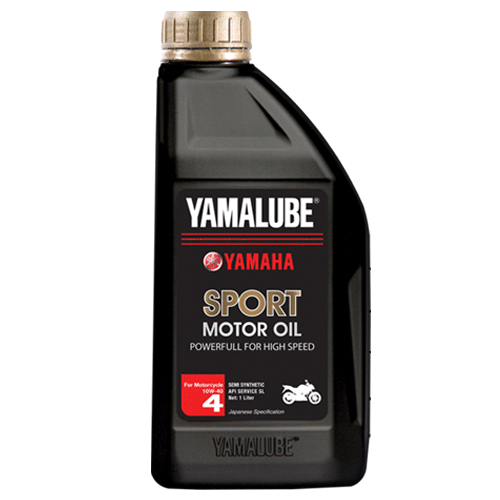 YAMALUBE®
YAMAHA
SPORT
MOTOR OIL
POWERFULL FOR HIGH SPEED
For Motorcycle
10W-40
4
SEMI SYNTHETIC
API SERVICE SL
Net: 1 Liter
Japanese Specification
YAMALUBE